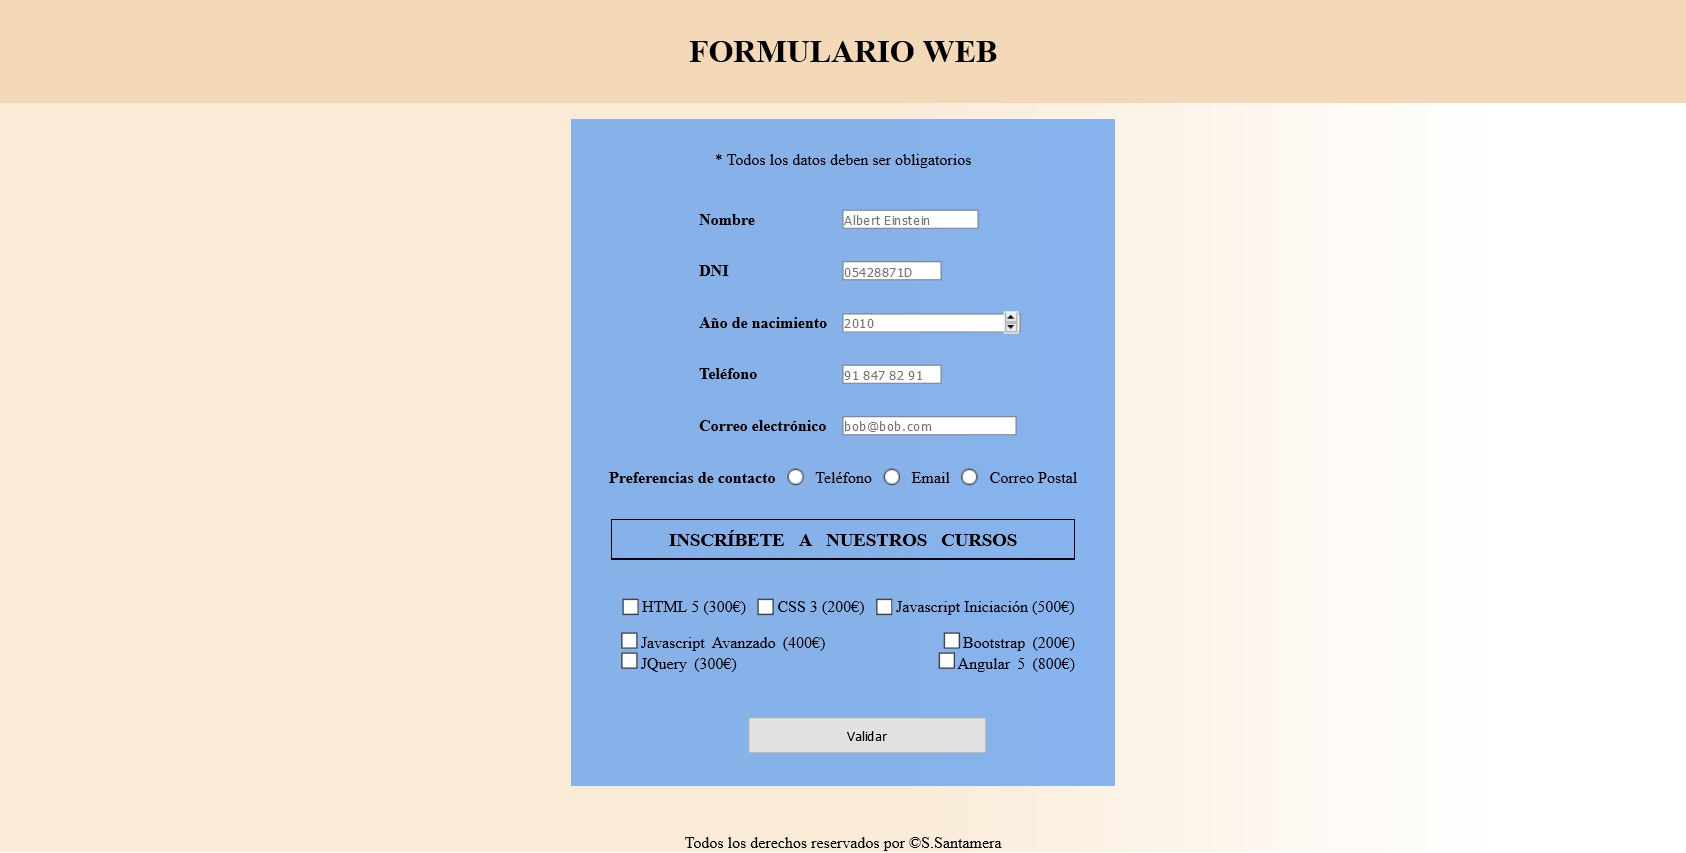 FORMULARIO WEB
* Todos los datos deben ser obligatorios
Nombre Albert Einstein
DNI 05428871D
Año de nacimiento 2010
Teléfono 91 847 82 91
Correo electrónico bob@bob.com
Preferencias de contacto Teléfono Email Correo Postal
INSCRÍBETE A NUESTROS CURSOS
HTML 5 (300€) CSS 3 (200€) Javascript Iniciación (500€)
Javascript Avanzado (400€) Bootstrap (200€)
JQuery (300€) Angular 5 (800€)
Validar
Todos los derechos reservados por ©S.Santamera